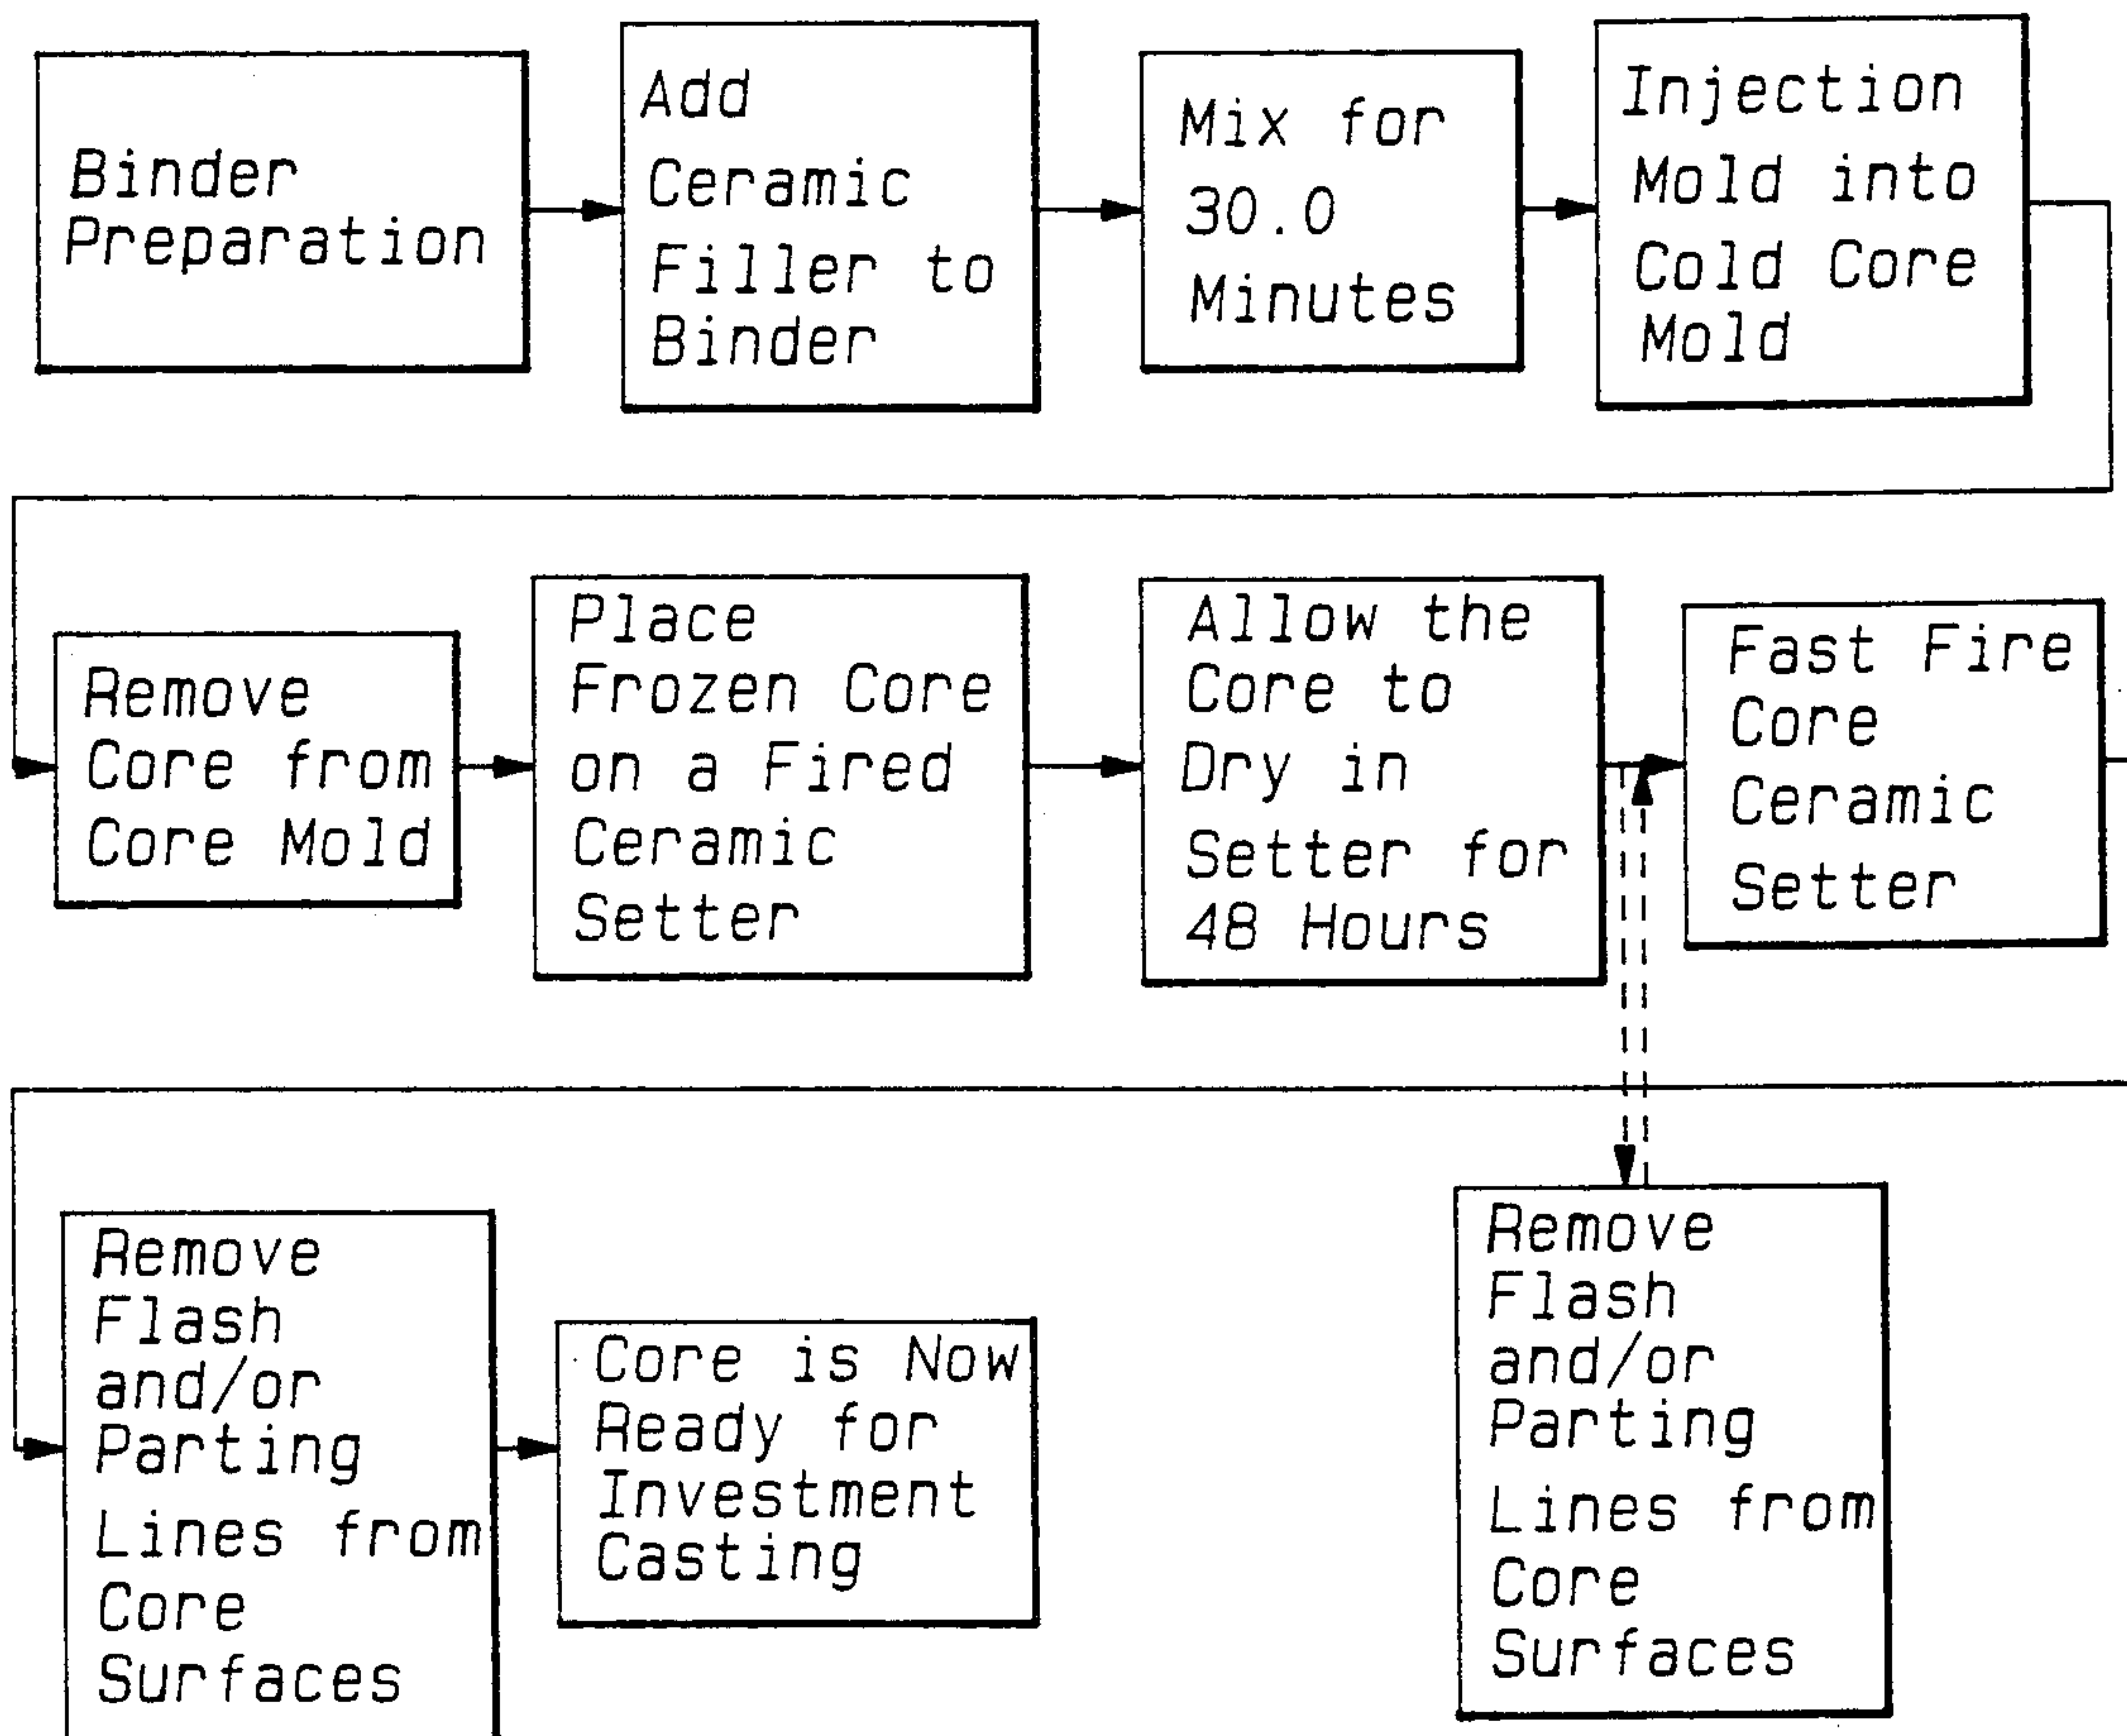 Binder
Preparation
Add
Ceramic
Filler to
Binder
Mix for
30.0
Minutes
Injection
Mold into
Cold Core
Mold
Remove
Core from
Core Mold
Place
Frozen Core
on a Fired
Ceramic
Setter
Allow the
Core to
Dry in
Setter for
48 Hours
Fast Fire
Core
Ceramic
Setter
Remove
Flash
and/or
Parting
Lines from
Core
Surfaces
Core is Now
Ready for
Investment
Casting
Remove
Flash
and/or
Parting
Lines from
Core
Surfaces